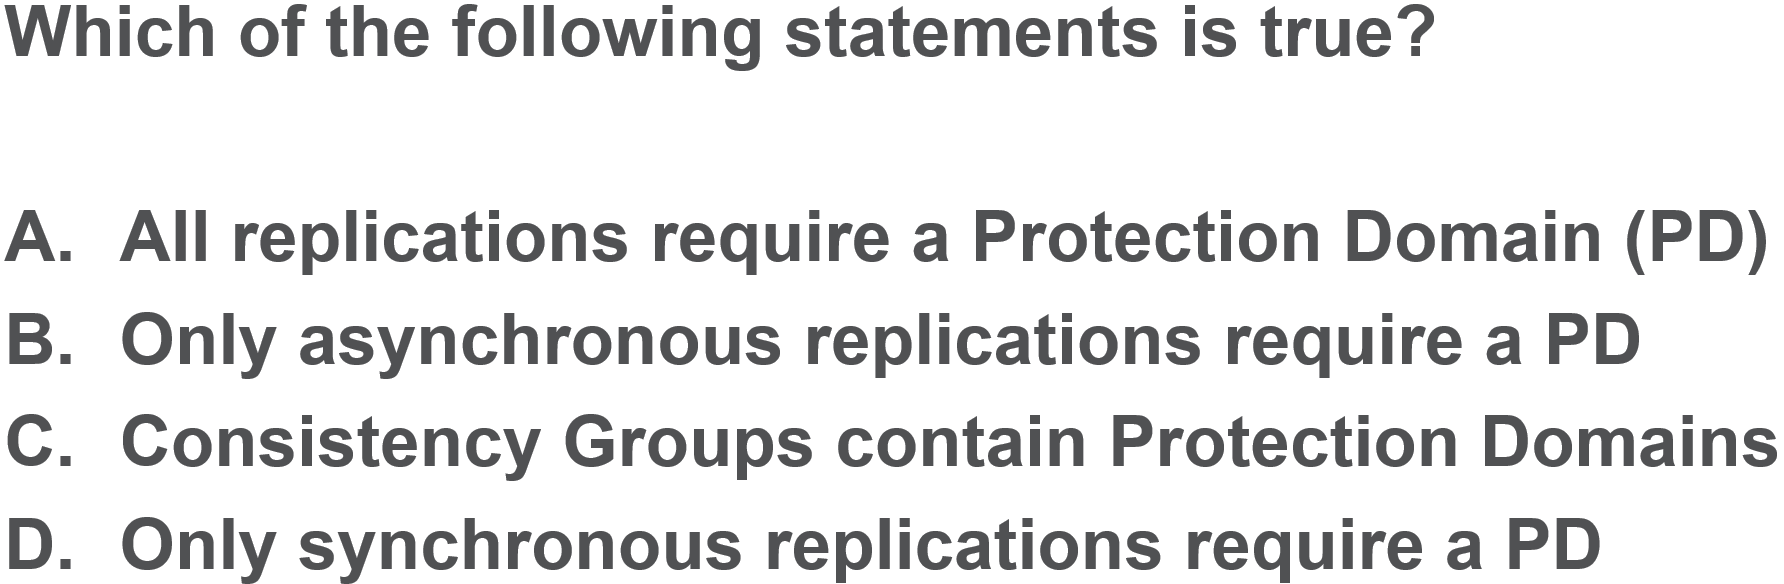 Which of the following statements is true?
A. All replications require a Protection Domain (PD)
B. Only asynchronous replications require a PD
C. Consistency Groups contain Protection Domains
D. Only synchronous replications require a PD